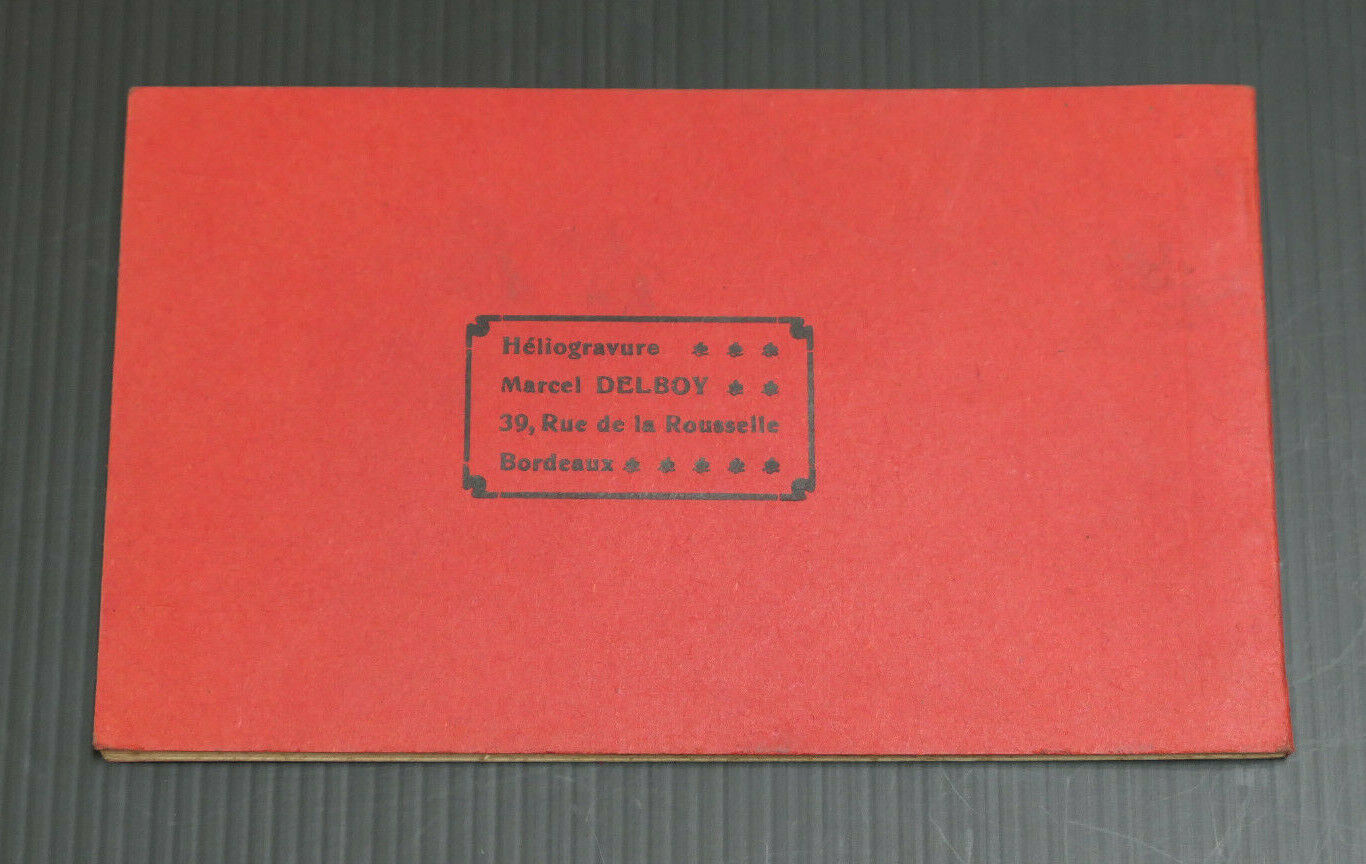 Héliogravure
Marcel DELBOY
39, Rue de la Rousselle
Bordeaux